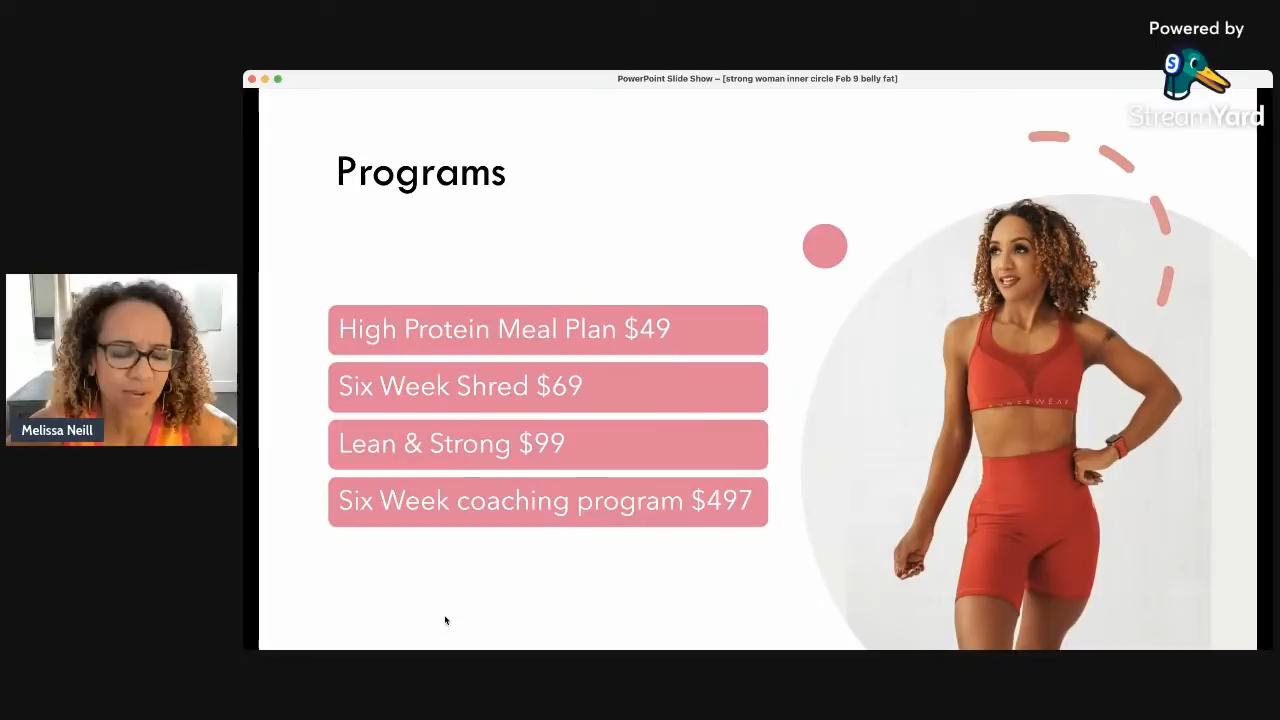 Powered by
S
StreamYard
PowerPoint Slide Show – [strong woman inner circle Feb 9 belly fat]
Programs
High Protein Meal Plan $49
Six Week Shred $69
Lean & Strong $99
Six Week coaching program $497
POWERWEAR
Melissa Neill